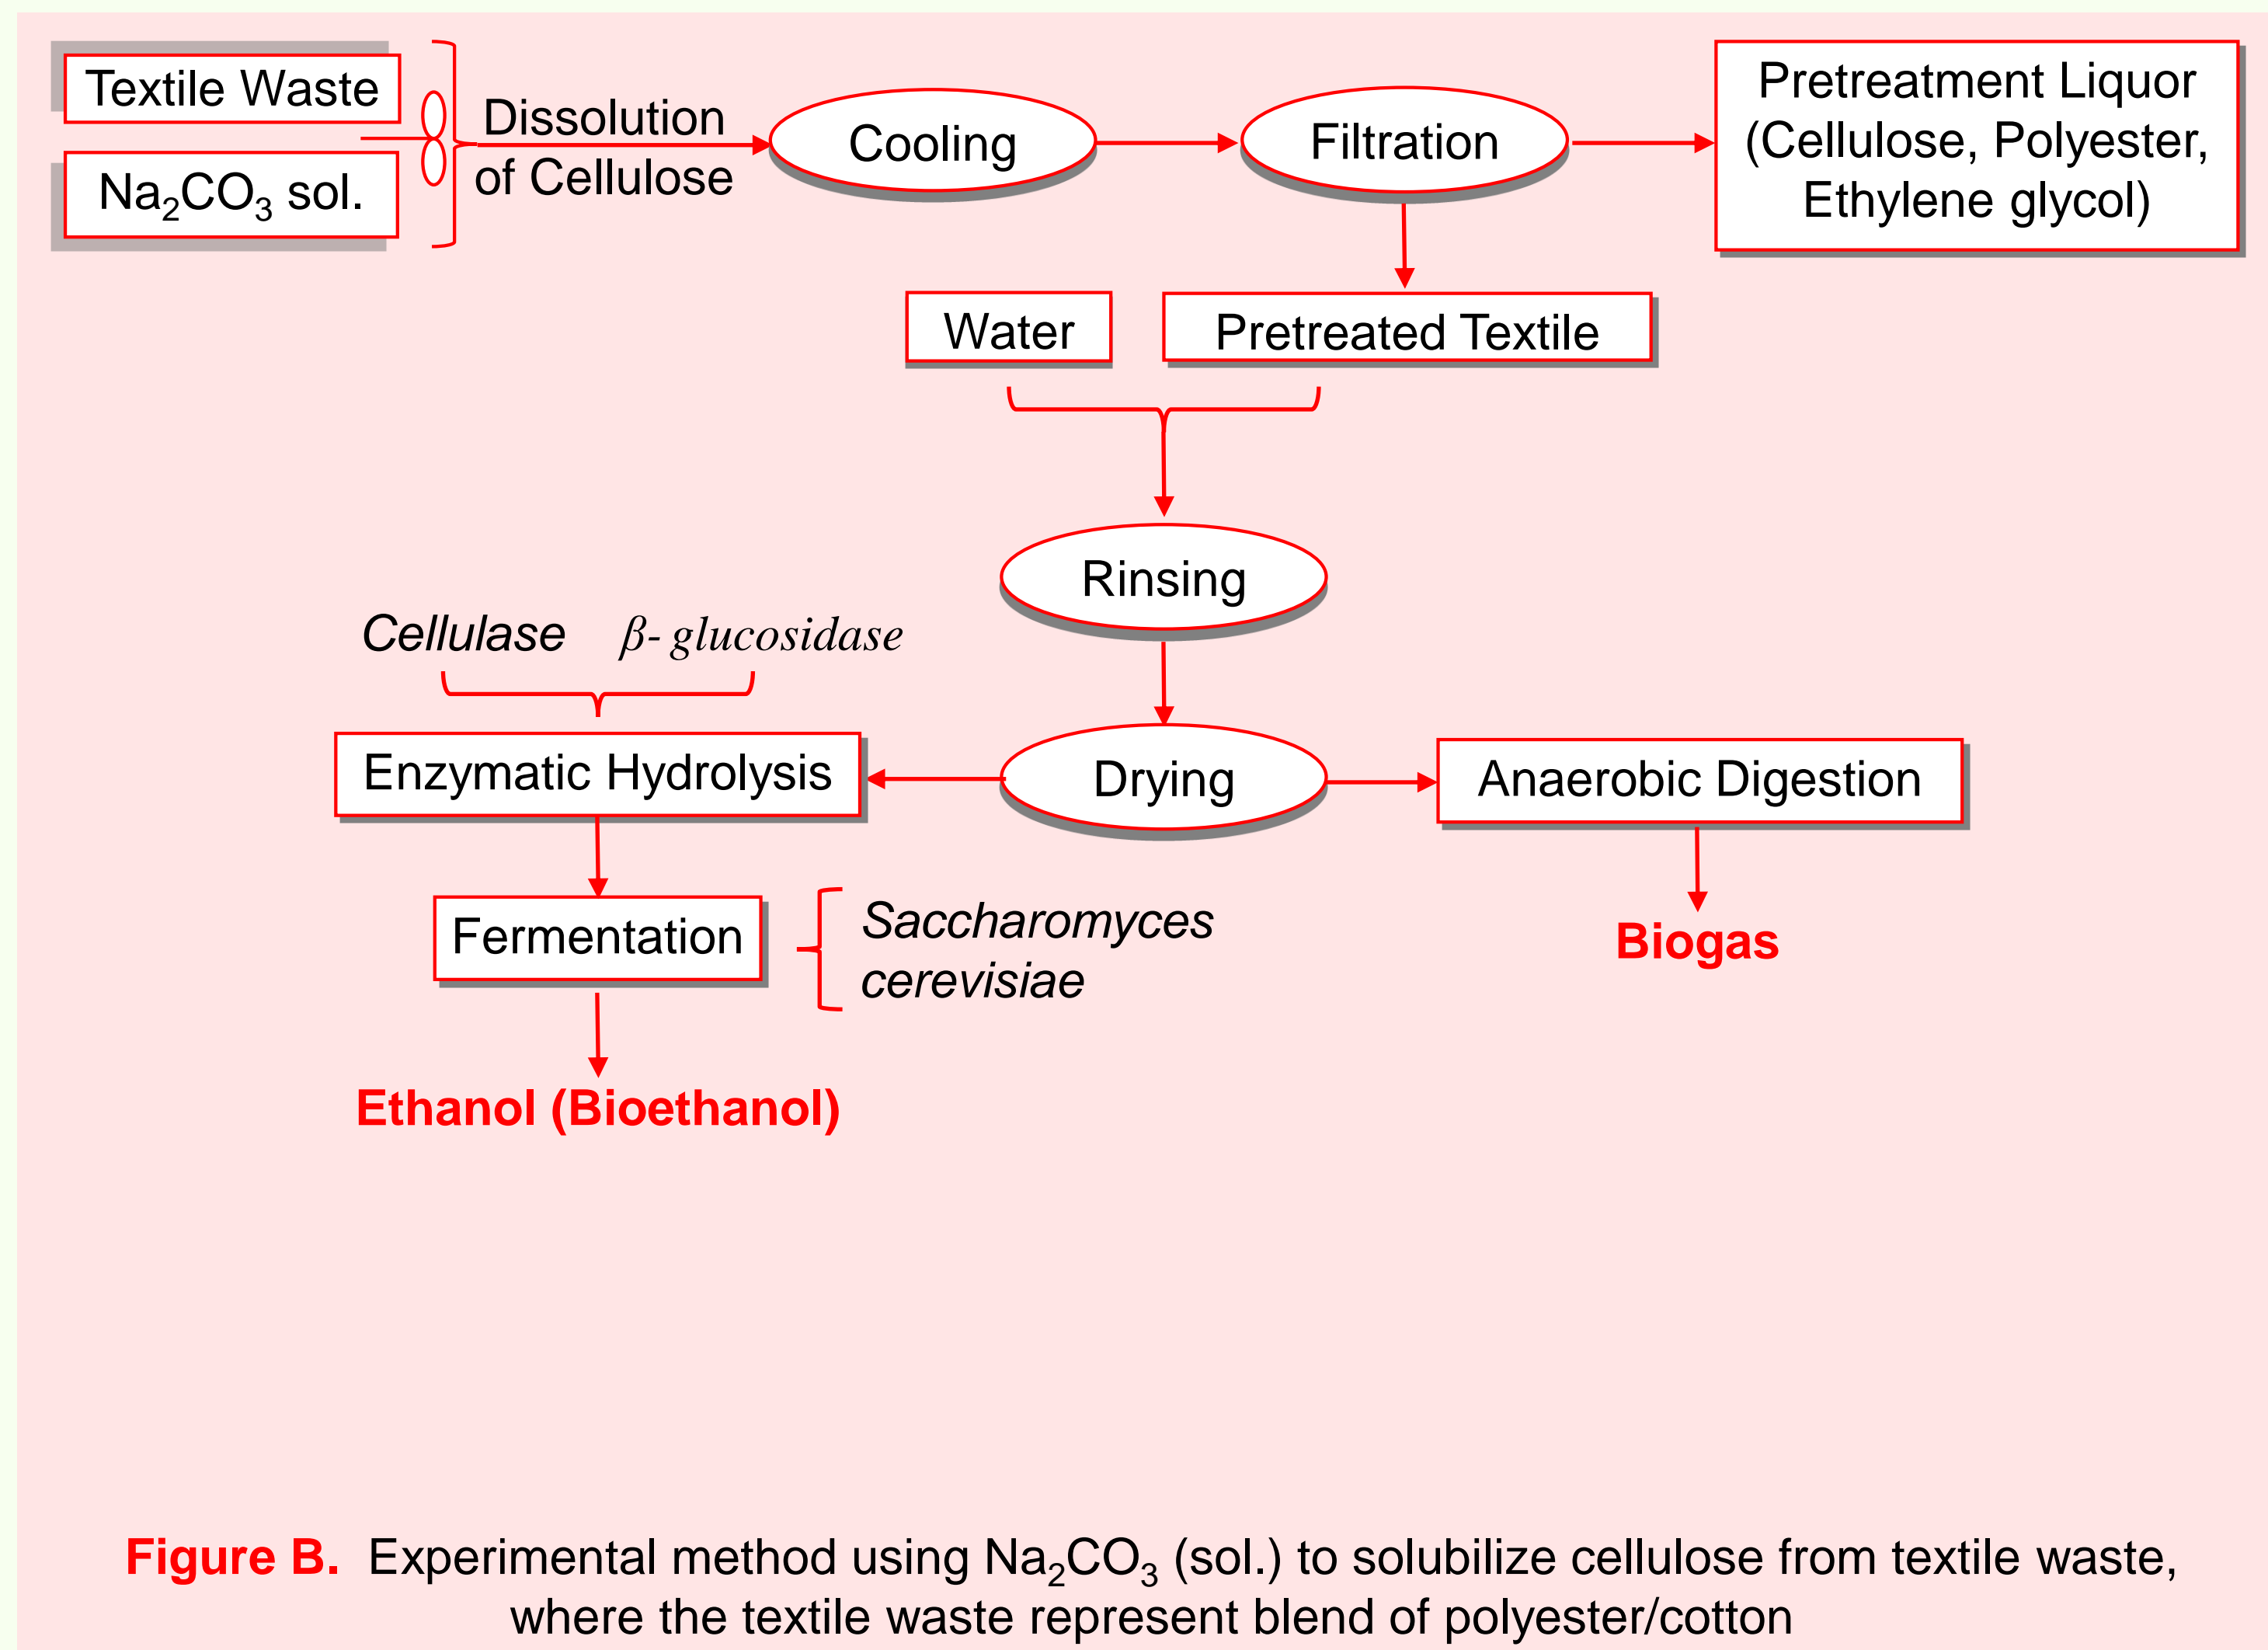 Textile Waste
Na₂CO₃ sol.
Dissolution
of Cellulose
Cooling
Filtration
Pretreatment Liquor
(Cellulose, Polyester,
Ethylene glycol)
Water
Pretreated Textile
Rinsing
Cellulase
β- glucosidase
Enzymatic Hydrolysis
Drying
Anaerobic Digestion
Fermentation
Saccharomyces
cerevisiae
Biogas
Ethanol (Bioethanol)
Figure B. Experimental method using Na₂CO₃ (sol.) to solubilize cellulose from textile waste,
where the textile waste represent blend of polyester/cotton